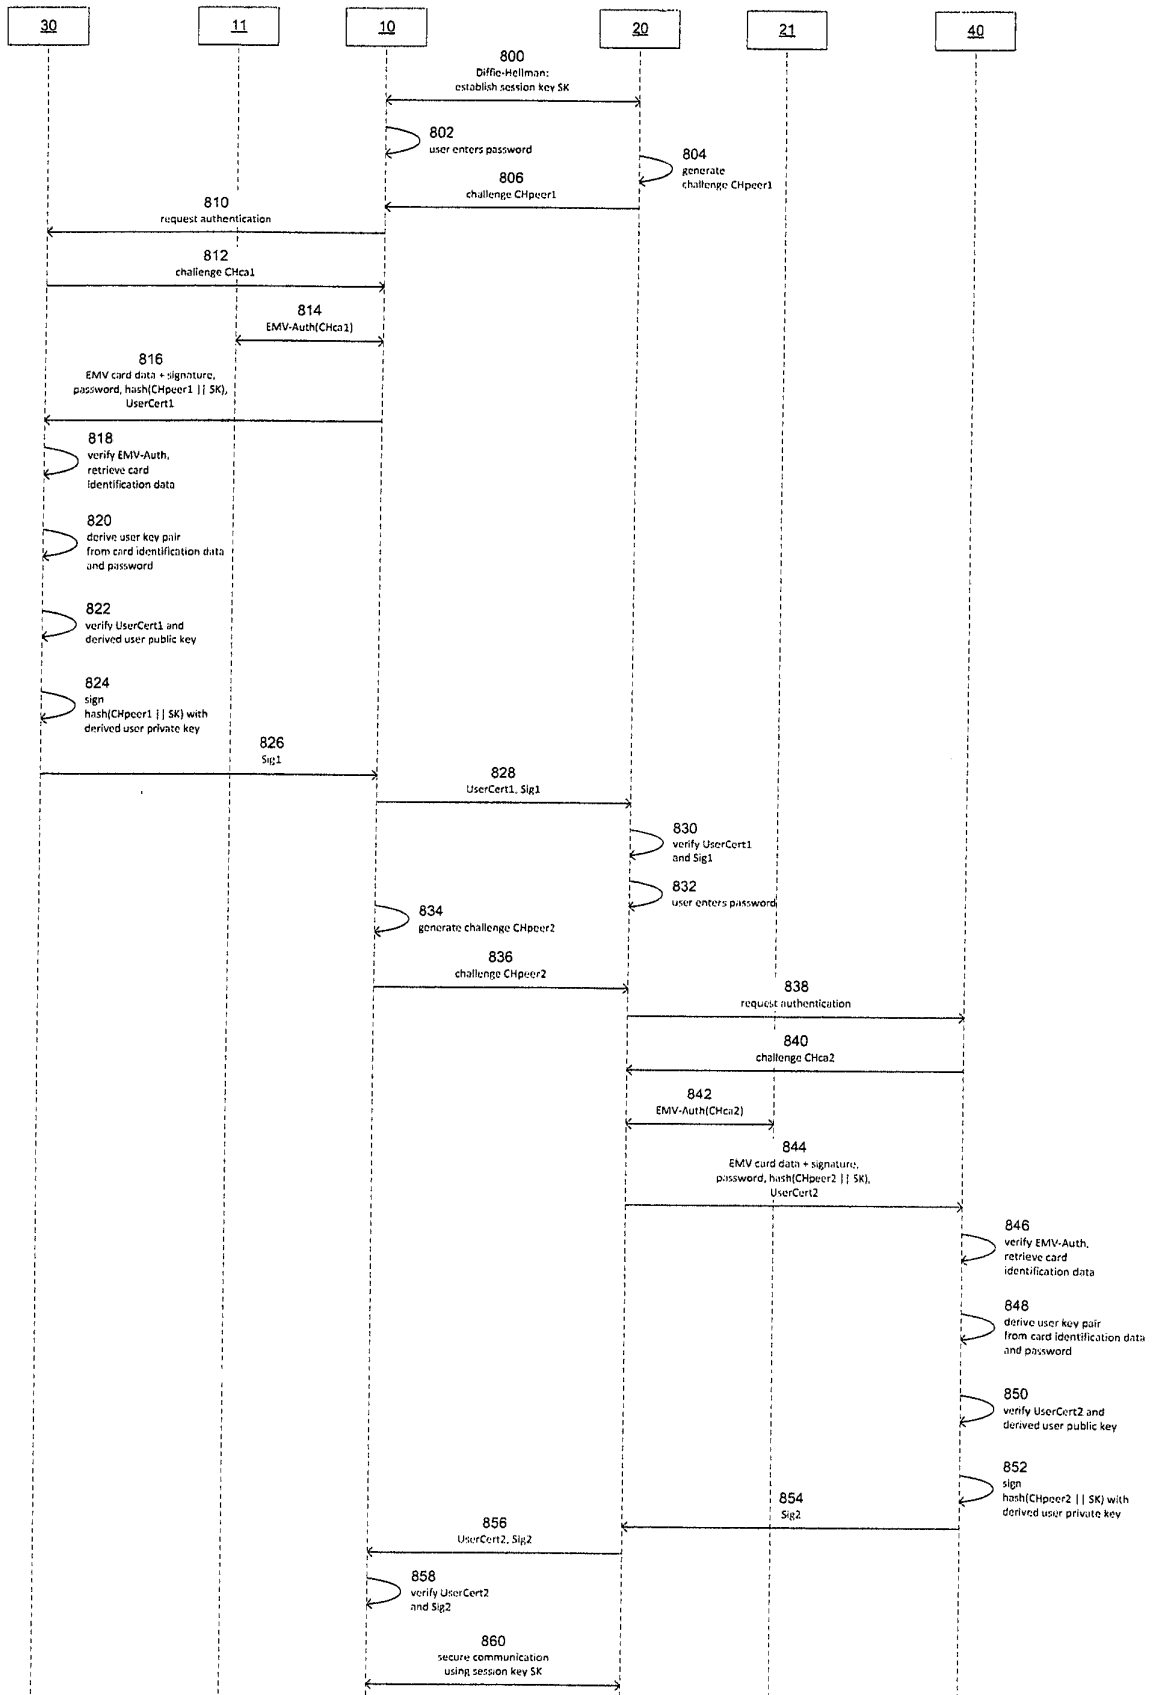 30
11
10
20
21
40
800
Diffie-Hellman:
establish session key SK
802
user enters password
804
generate
challenge CHpeer1
806
challenge CHpeer1
810
request authentication
812
challenge CHca1
814
EMV-Auth(CHca1)
816
EMV card data + signature,
password, hash(CHpeer1 || SK),
UserCert1
818
verify EMV-Auth,
retrieve card
identification data
820
derive user key pair
from card identification data
and password
822
verify UserCert1 and
derived user public key
824
sign
hash(CHpeer1 || SK) with
derived user private key
826
Sig1
828
UserCert1, Sig1
830
verify UserCert1
and Sig1
832
user enters password
834
generate challenge CHpeer2
836
challenge CHpeer2
838
request authentication
840
challenge CHca2
842
EMV-Auth(CHca2)
844
EMV card data + signature,
password, hash(CHpeer2 || SK),
UserCert2
846
verify EMV-Auth,
retrieve card
identification data
848
derive user key pair
from card identification data
and password
850
verify UserCert2 and
derived user public key
852
sign
hash(CHpeer2 || SK) with
derived user private key
854
Sig2
856
UserCert2, Sig2
858
verify UserCert2
and Sig2
860
secure communication
using session key SK